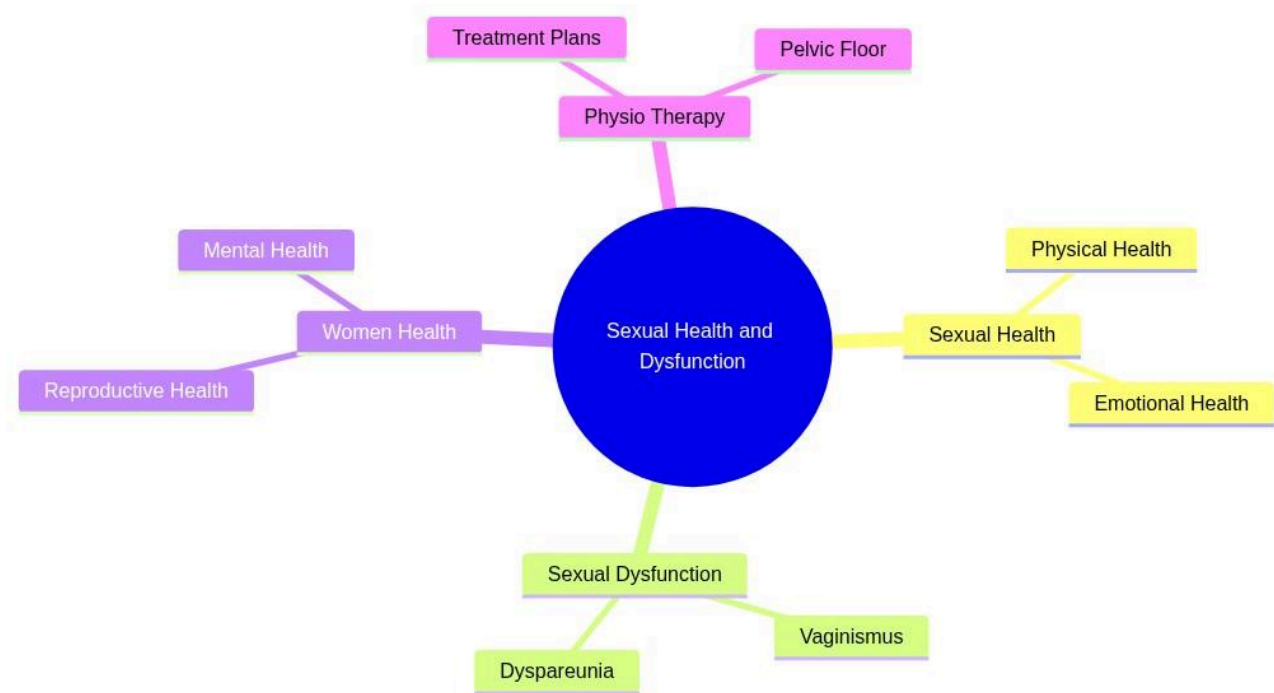 Treatment Plans
Pelvic Floor
Physio Therapy
Mental Health
Physical Health
Women Health
Sexual Health and
Dysfunction
Sexual Health
Reproductive Health
Emotional Health
Sexual Dysfunction
Vaginismus
Dyspareunia